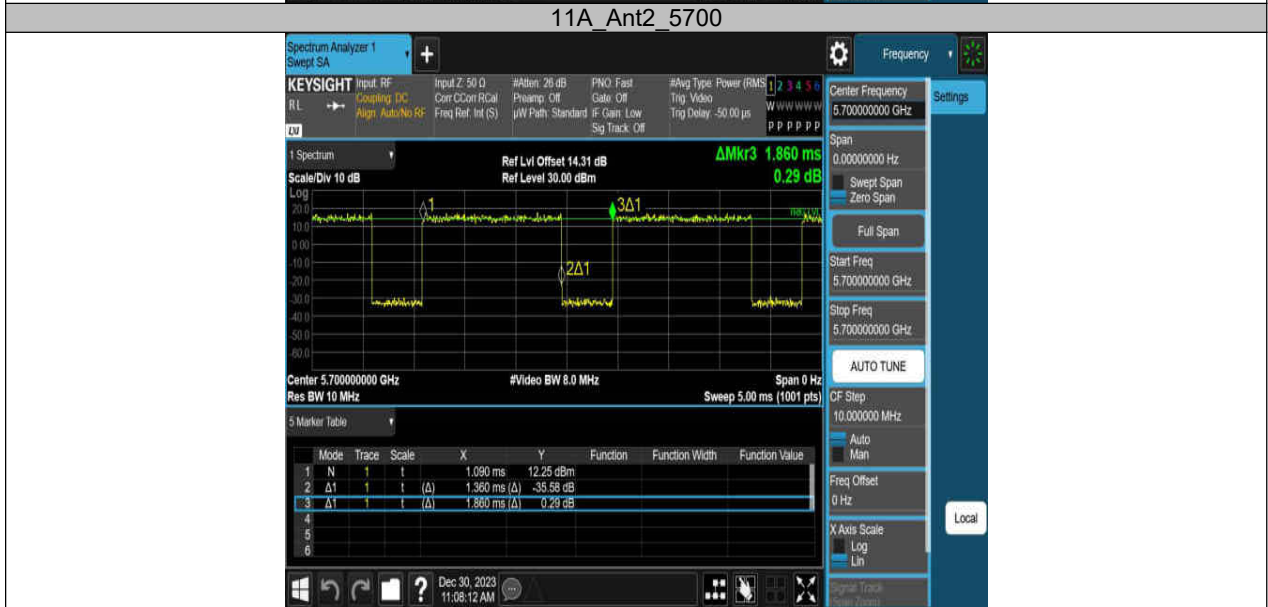 11A_Ant2_5700
Spectrum Analyzer 1
Swept SA
+
Frequency
KEYSIGHT
RL
LXI
Input: RF
Coupling: DC
Align: Auto/No RF
Input Z: 50 Ω
Corr CCorr RCal
Freq Ref: Int (S)
#Atten: 26 dB
Preamp: Off
µW Path: Standard
PNO: Fast
Gate: Off
IF Gain: Low
Sig Track: Off
#Avg Type: Power (RMS
Trig: Video
Trig Delay: -50.00 µs
1 2 3 4 5 6
W W W W W W
P P P P P P
1 Spectrum
Scale/Div 10 dB
Log
Ref Lvl Offset 14.31 dB
Ref Level 30.00 dBm
ΔMkr3 1.860 ms
0.29 dB
20.0
10.0
0.00
-10.0
-20.0
-30.0
-40.0
-50.0
-60.0
1
2Δ1
3Δ1
Center 5.700000000 GHz
Res BW 10 MHz
#Video BW 8.0 MHz
Span 0 Hz
Sweep 5.00 ms (1001 pts)
5 Marker Table
Mode Trace Scale X Y Function Function Width Function Value
1 N 1 t 1.090 ms 12.25 dBm
2 Δ1 1 t (Δ) 1.360 ms (Δ) -35.58 dB
3 Δ1 1 t (Δ) 1.860 ms (Δ) 0.29 dB
4
5
6
Center Frequency
5.700000000 GHz
Settings
Span
0.00000000 Hz
Swept Span
Zero Span
Full Span
Start Freq
5.700000000 GHz
Stop Freq
5.700000000 GHz
AUTO TUNE
CF Step
10.000000 MHz
Auto
Man
Freq Offset
0 Hz
X Axis Scale
Log
Lin
Signal Track
(Span Zoom)
Local
?
Dec 30, 2023
11:08:12 AM